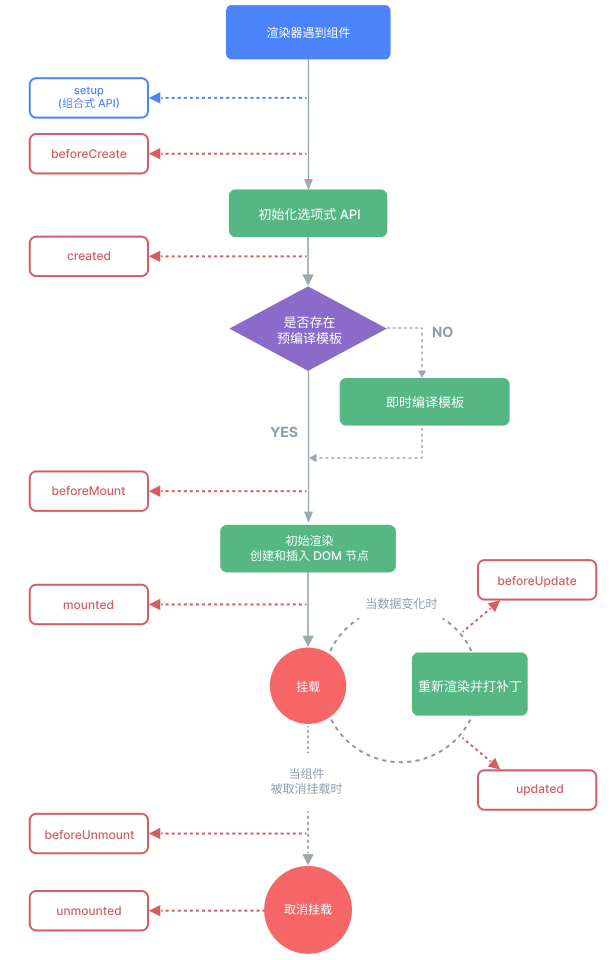 渲染器遇到组件
setup
(组合式 API)
beforeCreate
初始化选项式 API
created
是否存在
预编译模板
NO
即时编译模板
YES
beforeMount
初始渲染
创建和插入 DOM 节点
beforeUpdate
mounted
当数据变化时
挂载
重新渲染并打补丁
当组件
被取消挂载时
updated
beforeUnmount
unmounted
取消挂载